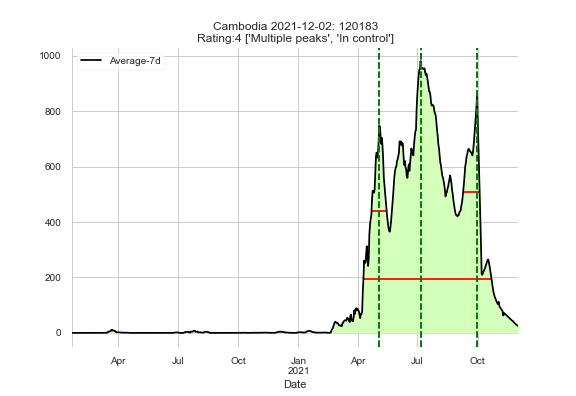 Cambodia 2021-12-02: 120183
Rating:4 ['Multiple peaks', 'In control']
Average-7d
1000
800
600
400
200
0
Apr
Jul
Oct
Jan
2021
Apr
Jul
Oct
Date